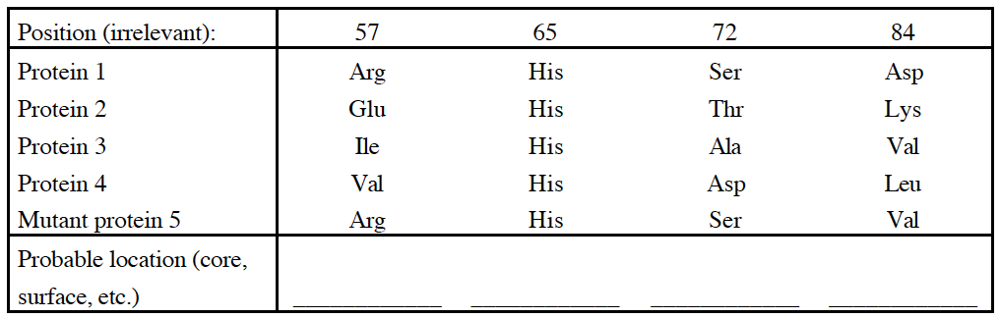 Position (irrelevant): 57 65 72 84
Protein 1 Arg His Ser Asp
Protein 2 Glu His Thr Lys
Protein 3 Ile His Ala Val
Protein 4 Val His Asp Leu
Mutant protein 5 Arg His Ser Val
Probable location (core,
surface, etc.) ____________ ____________ ____________ ____________